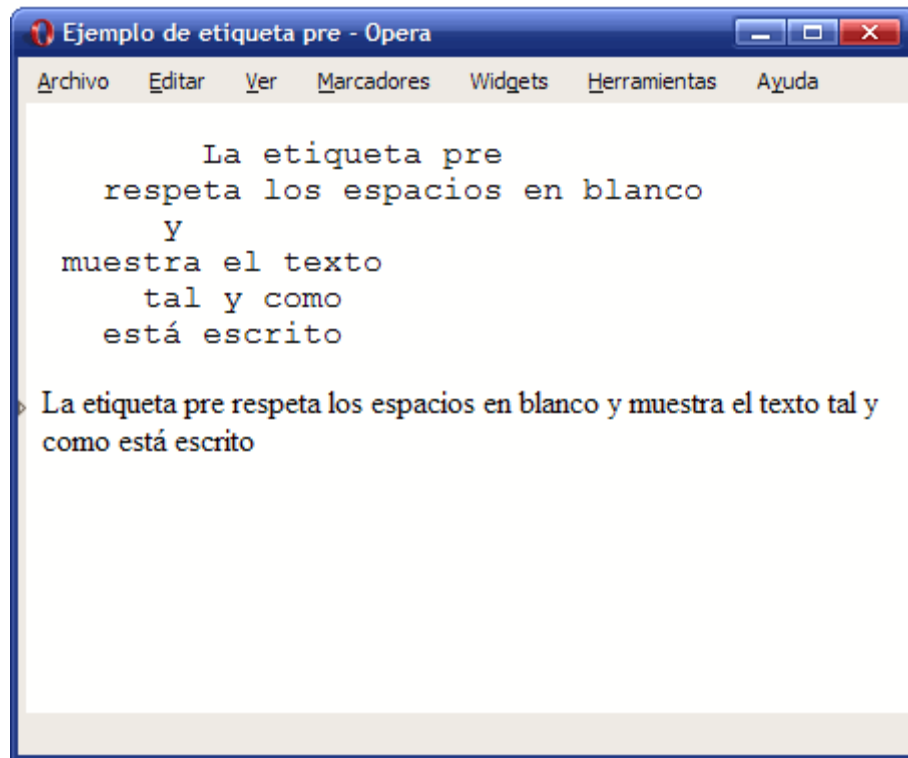 Ejemplo de etiqueta pre - Opera
Archivo Editar Ver Marcadores Widgets Herramientas Ayuda
La etiqueta pre
respeta los espacios en blanco
y
muestra el texto
tal y como
está escrito
La etiqueta pre respeta los espacios en blanco y muestra el texto tal y
como está escrito